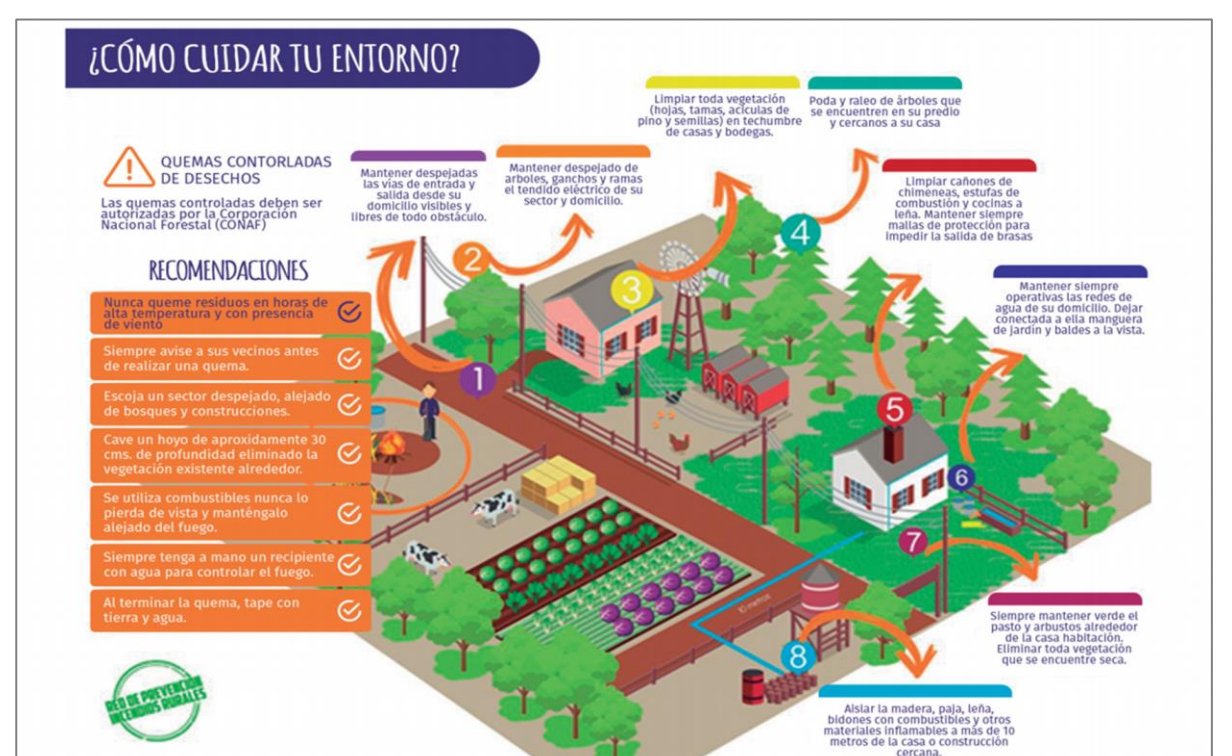 ¿CÓMO CUIDAR TU ENTORNO?
QUEMAS CONTORLADAS
DE DESECHOS
Las quemas controladas deben ser
autorizadas por la Corporación
Nacional Forestal (CONAF)
RECOMENDACIONES
Nunca queme residuos en horas de
alta temperatura y con presencia
de viento
Siempre avise a sus vecinos antes
de realizar una quema.
Escoja un sector despejado, alejado
de bosques y construcciones.
Cave un hoyo de aproxidamente 30
cms. de profundidad eliminado la
vegetación existente alrededor.
Se utiliza combustibles nunca lo
pierda de vista y manténgalo
alejado del fuego.
Siempre tenga a mano un recipiente
con agua para controlar el fuego.
Al terminar la quema, tape con
tierra y agua.
RED DE PREVENCIÓN
INCENDIOS RURALES
Mantener despejadas
las vías de entrada y
salida desde su
domicilio visibles y
libres de todo obstáculo.
1
Mantener despejado de
arboles, ganchos y ramas
el tendido eléctrico de su
sector y domicilio.
2
Limpiar toda vegetación
(hojas, tamas, acículas de
pino y semillas) en techumbre
de casas y bodegas.
3
Poda y raleo de árboles que
se encuentren en su predio
y cercanos a su casa
4
Limpiar cañones de
chimeneas, estufas de
combustión y cocinas a
leña. Mantener siempre
mallas de protección para
impedir la salida de brasas
5
Mantener siempre
operativas las redes de
agua de su domicilio. Dejar
conectada a ella manguera
de jardín y baldes a la vista.
6
7
Siempre mantener verde el
pasto y arbustos alrededor
de la casa habitación.
Eliminar toda vegetación
que se encuentre seca.
10 metros
8
Aislar la madera, paja, leña,
bidones con combustibles y otros
materiales inflamables a más de 10
metros de la casa o construcción
cercana.